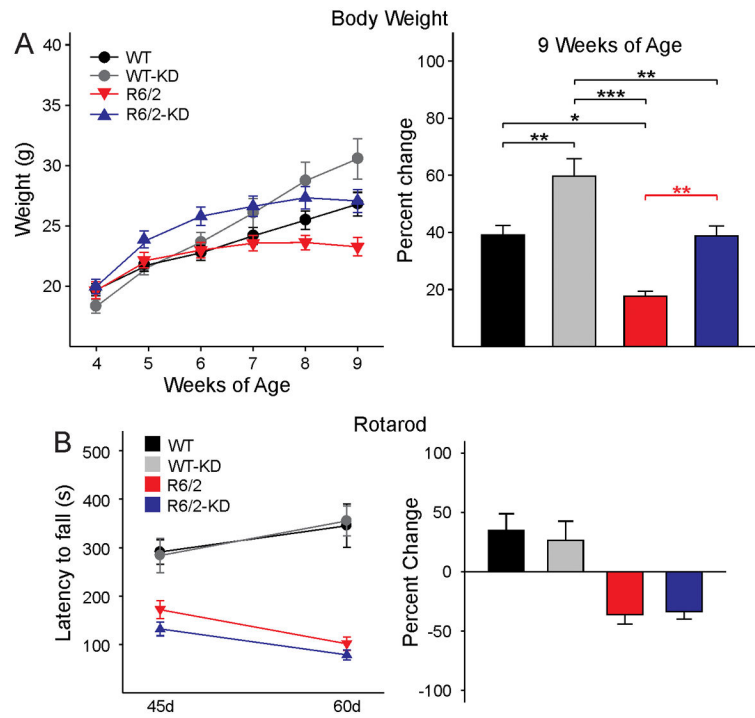 Body Weight
A
WT
WT-KD
R6/2
R6/2-KD
40
35
30
25
20
Weight (g)
4 5 6 7 8 9
Weeks of Age
9 Weeks of Age
100
80
60
40
20
Percent change
**
***
*
**
**
Rotarod
B
WT
WT-KD
R6/2
R6/2-KD
500
400
300
200
100
Latency to fall (s)
45d 60d
100
50
0
-50
-100
Percent Change